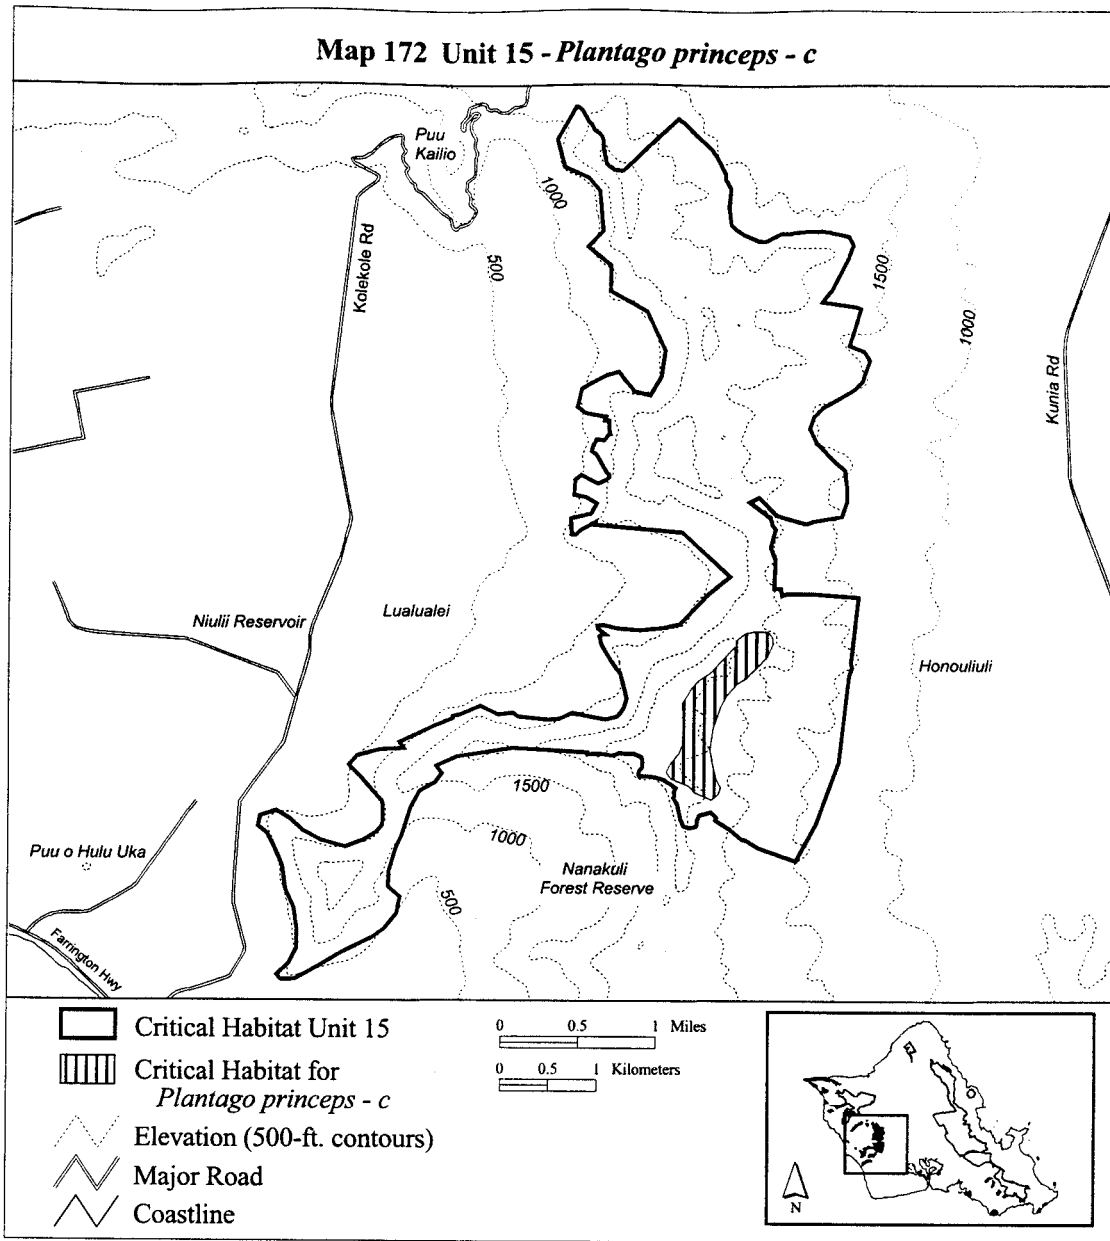 Map 172 Unit 15 - Plantago princeps - c
Puu
Kailio
1000
Kolekole Rd
500
1500
1000
Kunia Rd
Niulii Reservoir
Lualualei
Honouliuli
1500
1000
Puu o Hulu Uka
Nanakuli
Forest Reserve
500
Farrington Hwy
Critical Habitat Unit 15
Critical Habitat for
Plantago princeps - c
Elevation (500-ft. contours)
Major Road
Coastline
0 0.5 1 Miles
0 0.5 1 Kilometers
N